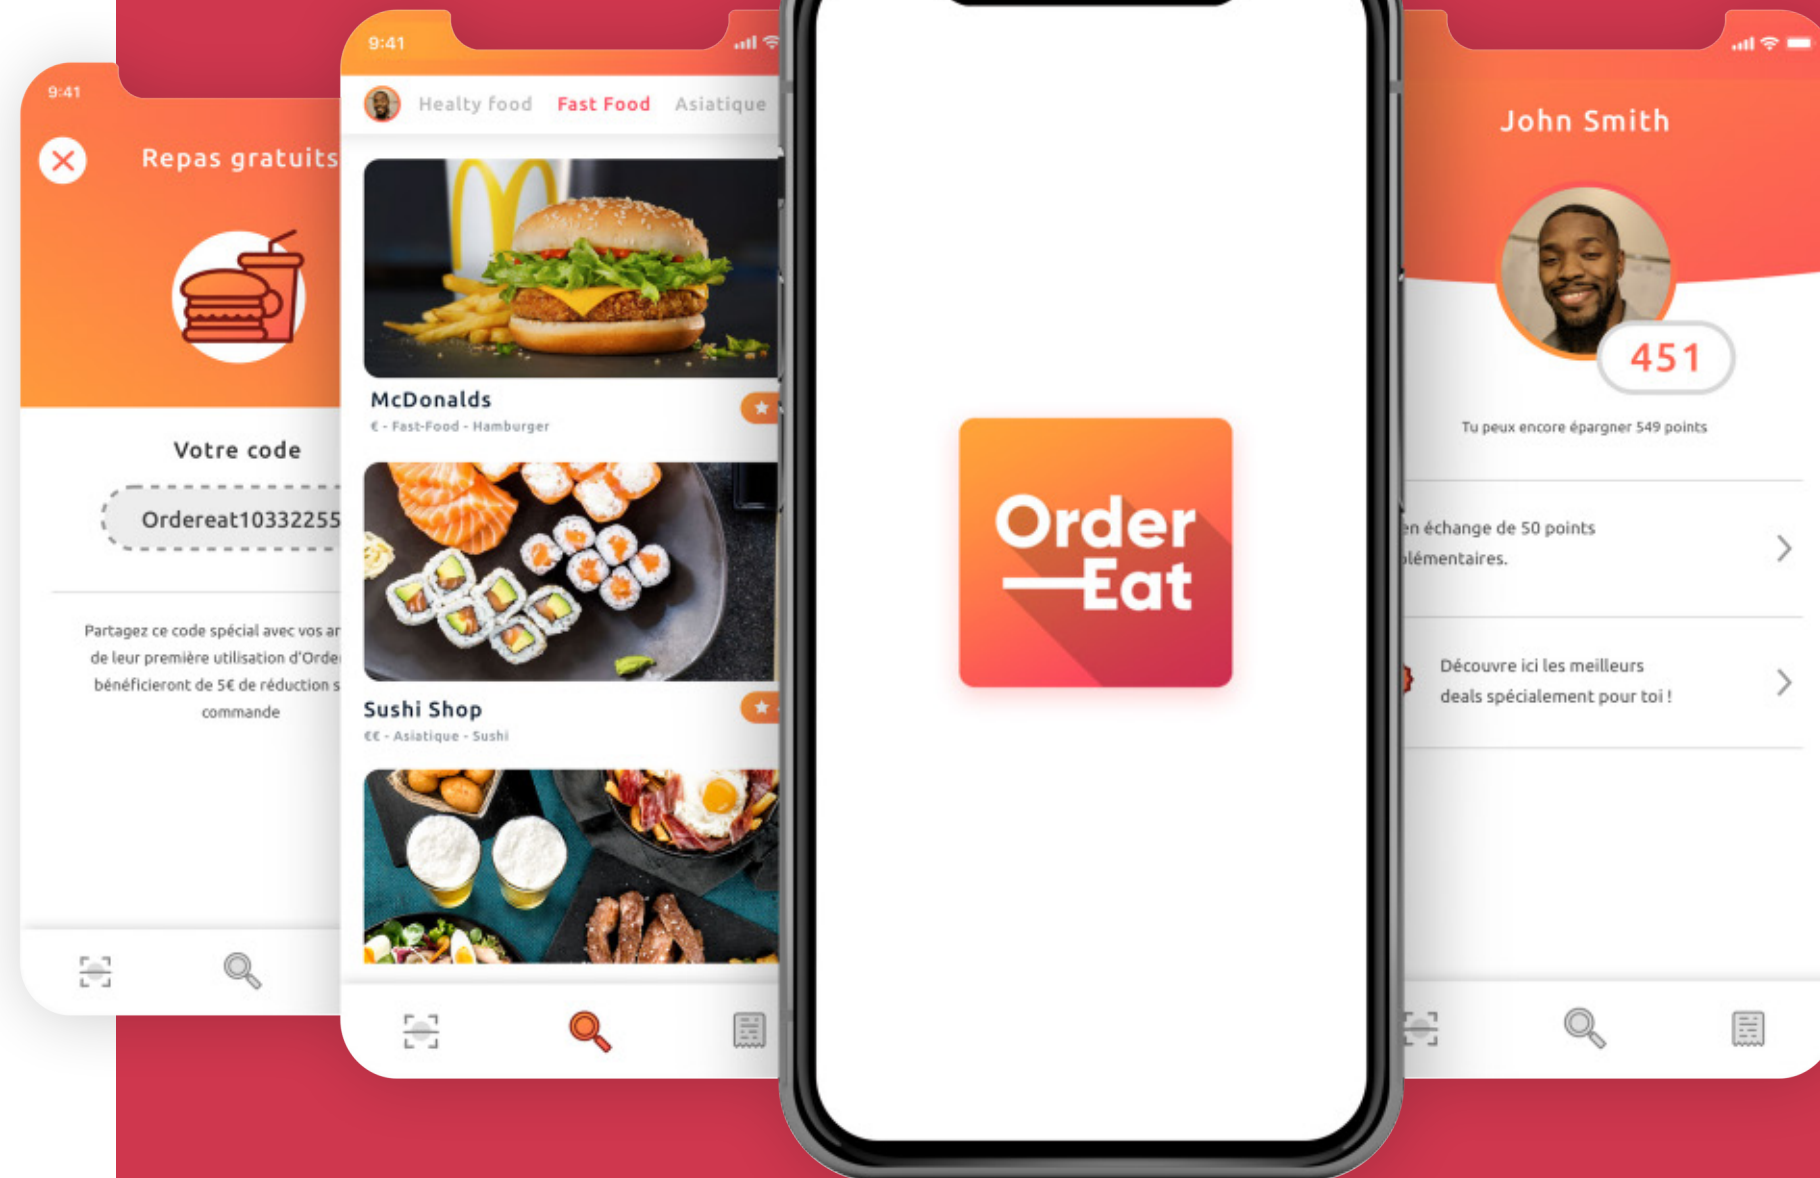 9:41
Repas gratuits
Votre code
Ordereat10332255
Partagez ce code spécial avec vos
de leur première utilisation
bénéficieront de 5€ de réduction
commande
9:41
Healty food Fast Food Asiatique
McDonalds
€ - Fast-Food - Hamburger
Sushi Shop
€€ - Asiatique - Sushi
Order
Eat
John Smith
451
Tu peux encore épargner 549 points
en échange de 50 points
Découvre ici les meilleurs
deals spécialement pour toi !